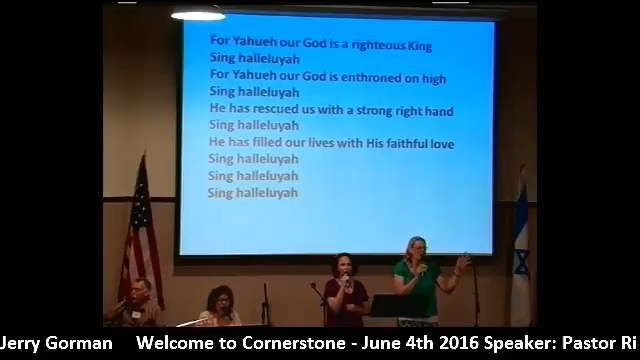 For Yahueh our God is a righteous King
Sing halleluyah
For Yahueh our God is enthroned on high
Sing halleluyah
He has rescued us with a strong right hand
Sing halleluyah
He has filled our lives with His faithful love
Sing halleluyah
Sing halleluyah
Sing halleluyah
Jerry Gorman Welcome to Cornerstone - June 4th 2016 Speaker: Pastor Ri